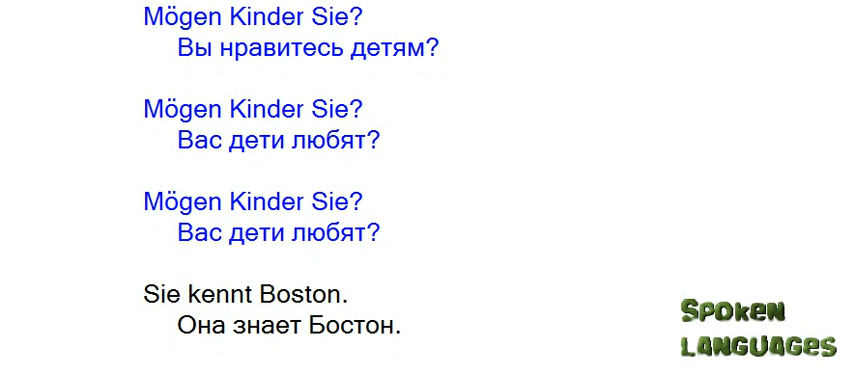 Mögen Kinder Sie?
Вы нравитесь детям?
Mögen Kinder Sie?
Вас дети любят?
Mögen Kinder Sie?
Вас дети любят?
Sie kennt Boston.
Она знает Бостон.
Spoken
Languages